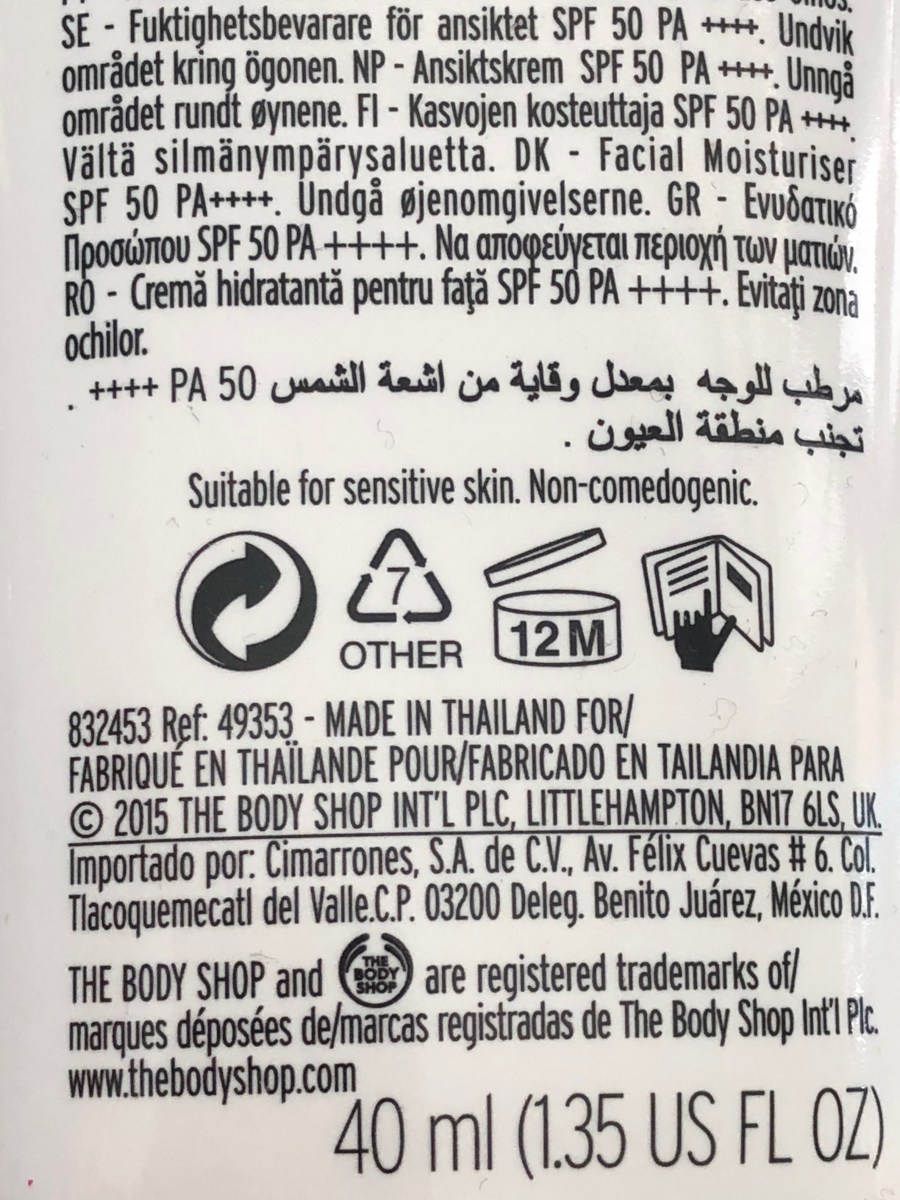 SE - Fuktighetsbevarare för ansiktet SPF 50 PA ++++. Undvik
området kring ögonen. NP - Ansiktskrem SPF 50 PA ++++. Unngå
området rundt øynene. FI - Kasvojen kosteuttaja SPF 50 PA ++++
Vältä silmänympärysaluetta. DK - Facial Moisturiser
SPF 50 PA++++. Undgå øjenomgivelserne. GR - Ενυδατικό
Προσώπου SPF 50 PA ++++. Να αποφεύγεται περιοχή των ματιών.
RO - Cremă hidratantă pentru faţă SPF 50 PA ++++. Evitaţi zona
ochilor.
مرطب للوجه بمعدل وقاية من اشعة الشمس 50 PA ++++ .
تجنب منطقة العيون .
Suitable for sensitive skin. Non-comedogenic.
7
OTHER
12 M
832453 Ref: 49353 - MADE IN THAILAND FOR/
FABRIQUÉ EN THAÏLANDE POUR/FABRICADO EN TAILANDIA PARA
© 2015 THE BODY SHOP INT'L PLC, LITTLEHAMPTON, BN17 6LS, UK.
Importado por: Cimarrones, S.A. de C.V., Av. Félix Cuevas # 6. Col.
Tlacoquemecatl del Valle.C.P. 03200 Deleg. Benito Juárez, México D.F.
THE BODY SHOP and THE BODY SHOP are registered trademarks of/
marques déposées de/marcas registradas de The Body Shop Int'l Plc.
www.thebodyshop.com
40 ml (1.35 US FL OZ)